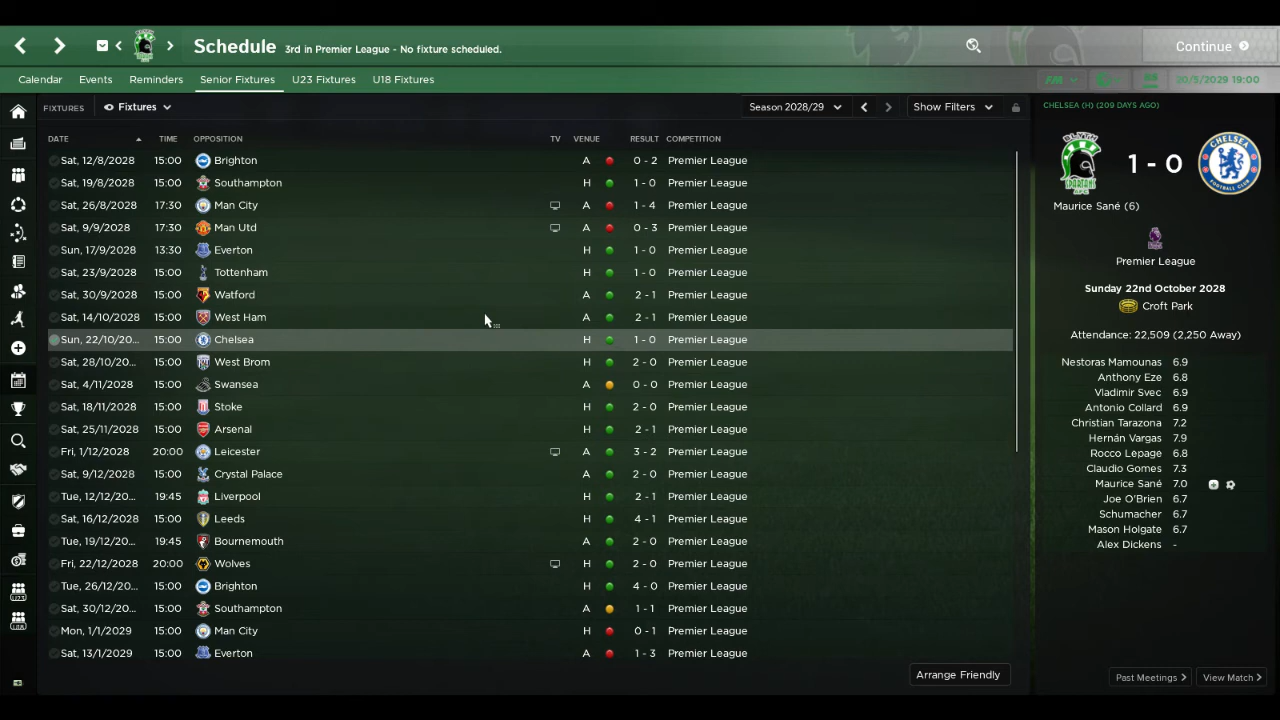 Schedule 3rd in Premier League - No fixture scheduled. Continue
Calendar Events Reminders Senior Fixtures U23 Fixtures U18 Fixtures 20/5/2029 19:00
FIXTURES Fixtures Season 2028/29 Show Filters
DATE TIME OPPOSITION TV VENUE RESULT COMPETITION
Sat, 12/8/2028 15:00 Brighton A 0 - 2 Premier League
Sat, 19/8/2028 15:00 Southampton H 1 - 0 Premier League
Sat, 26/8/2028 17:30 Man City A 1 - 4 Premier League
Sat, 9/9/2028 17:30 Man Utd A 0 - 3 Premier League
Sun, 17/9/2028 13:30 Everton H 1 - 0 Premier League
Sat, 23/9/2028 15:00 Tottenham H 1 - 0 Premier League
Sat, 30/9/2028 15:00 Watford A 2 - 1 Premier League
Sat, 14/10/2028 15:00 West Ham A 2 - 1 Premier League
Sun, 22/10/20... 15:00 Chelsea H 1 - 0 Premier League
Sat, 28/10/20... 15:00 West Brom H 2 - 0 Premier League
Sat, 4/11/2028 15:00 Swansea A 0 - 0 Premier League
Sat, 18/11/2028 15:00 Stoke H 2 - 0 Premier League
Sat, 25/11/2028 15:00 Arsenal H 2 - 1 Premier League
Fri, 1/12/2028 20:00 Leicester A 3 - 2 Premier League
Sat, 9/12/2028 15:00 Crystal Palace A 2 - 0 Premier League
Tue, 12/12/20... 19:45 Liverpool H 2 - 1 Premier League
Sat, 16/12/2028 15:00 Leeds H 4 - 1 Premier League
Tue, 19/12/20... 19:45 Bournemouth A 2 - 0 Premier League
Fri, 22/12/2028 20:00 Wolves H 2 - 0 Premier League
Tue, 26/12/20... 15:00 Brighton H 4 - 0 Premier League
Sat, 30/12/20... 15:00 Southampton A 1 - 1 Premier League
Mon, 1/1/2029 15:00 Man City H 0 - 1 Premier League
Sat, 13/1/2029 15:00 Everton A 1 - 3 Premier League
Arrange Friendly
CHELSEA (H) (209 DAYS AGO)
1 - 0
Maurice Sané (6)
Premier League
Sunday 22nd October 2028
Croft Park
Attendance: 22,509 (2,250 Away)
Nestoras Mamounas 6.9
Anthony Eze 6.8
Vladimir Svec 6.9
Antonio Collard 6.9
Christian Tarazona 7.2
Hernán Vargas 7.9
Rocco Lepage 6.8
Claudio Gomes 7.3
Maurice Sané 7.0
Joe O'Brien 6.7
Schumacher 6.7
Mason Holgate 6.7
Alex Dickens -
Past Meetings View Match